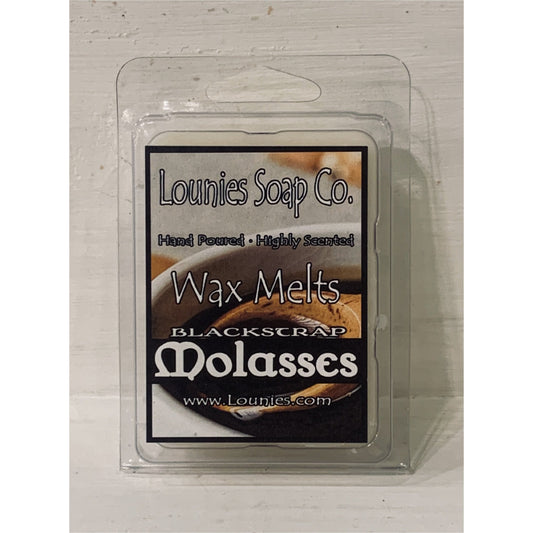 Lounies Soap Co.
Hand Poured • Highly Scented
Wax Melts
BLACKSTRAP
Molasses
www.Lounies.com